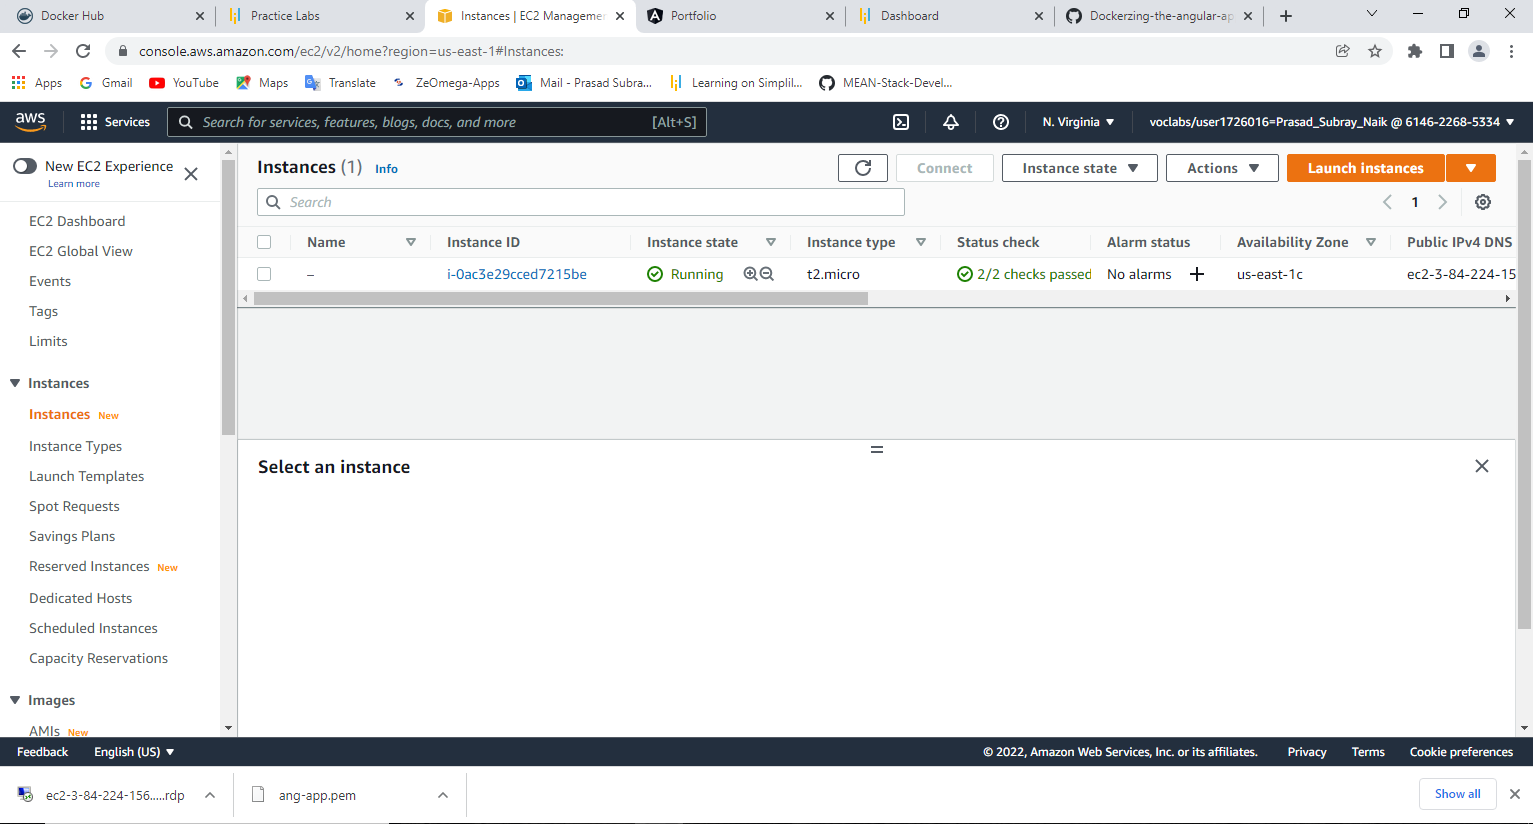 Docker Hub
Practice Labs
Instances | EC2 Manageme
Portfolio
Dashboard
Dockerzing-the-angular-ap
console.aws.amazon.com/ec2/v2/home?region=us-east-1#Instances:
Apps Gmail YouTube Maps Translate ZeOmega-Apps Mail - Prasad Subra... Learning on Simplil... MEAN-Stack-Devel...
aws Services Search for services, features, blogs, docs, and more [Alt+S] N. Virginia voclabs/user1726016=Prasad_Subray_Naik @ 6146-2268-5334
New EC2 Experience
Learn more
EC2 Dashboard
EC2 Global View
Events
Tags
Limits
Instances
Instances New
Instance Types
Launch Templates
Spot Requests
Savings Plans
Reserved Instances New
Dedicated Hosts
Scheduled Instances
Capacity Reservations
Images
AMIs New
Instances (1) Info
Connect Instance state Actions Launch instances
Search
1
Name Instance ID Instance state Instance type Status check Alarm status Availability Zone Public IPv4 DNS
– i-0ac3e29cced7215be Running t2.micro 2/2 checks passed No alarms + us-east-1c ec2-3-84-224-15
Select an instance
Feedback English (US) © 2022, Amazon Web Services, Inc. or its affiliates. Privacy Terms Cookie preferences
ec2-3-84-224-156.....rdp ang-app.pem Show all